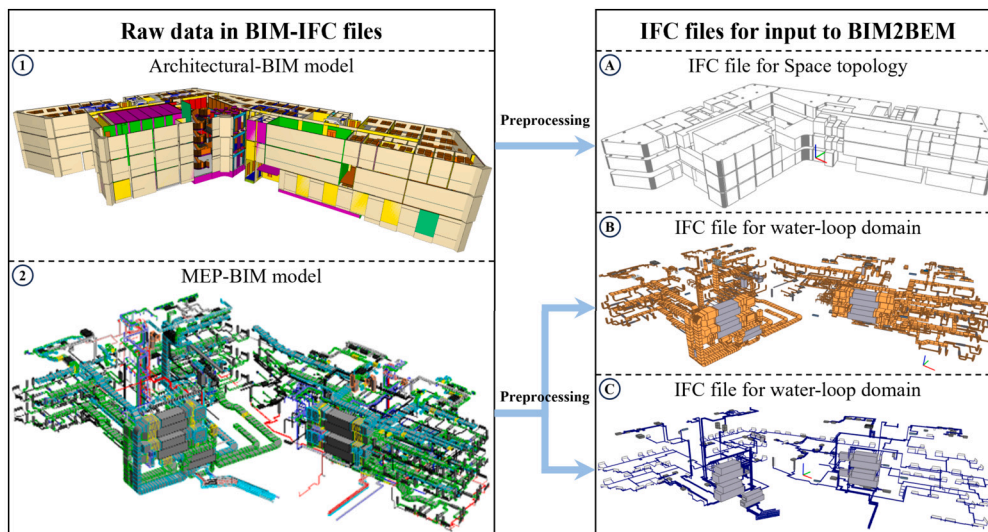 Raw data in BIM-IFC files
1
Architectural-BIM model
2
MEP-BIM model
Preprocessing
Preprocessing
IFC files for input to BIM2BEM
A
IFC file for Space topology
B
IFC file for water-loop domain
C
IFC file for water-loop domain